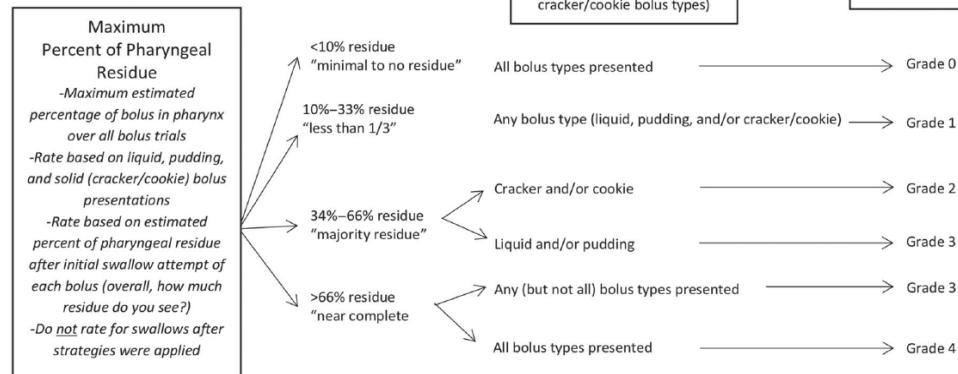 cracker/cookie bolus types)
Maximum
Percent of Pharyngeal
Residue
-Maximum estimated
percentage of bolus in pharynx
over all bolus trials
-Rate based on liquid, pudding,
and solid (cracker/cookie) bolus
presentations
-Rate based on estimated
percent of pharyngeal residue
after initial swallow attempt of
each bolus (overall, how much
residue do you see?)
-Do not rate for swallows after
strategies were applied
<10% residue
“minimal to no residue”
All bolus types presented
Grade 0
10%–33% residue
“less than 1/3”
Any bolus type (liquid, pudding, and/or cracker/cookie)
Grade 1
34%–66% residue
“majority residue”
Cracker and/or cookie
Grade 2
Liquid and/or pudding
Grade 3
>66% residue
“near complete
Any (but not all) bolus types presented
Grade 3
All bolus types presented
Grade 4